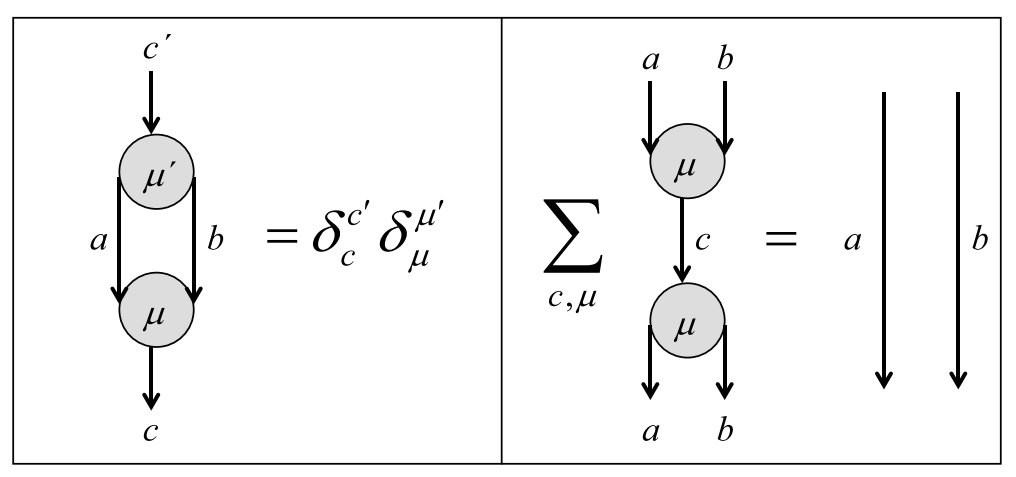 c′
μ′
a b
μ
c
= δ_c^{c′} δ_μ^{μ′}
a b
μ
∑_{c,μ} c = a b
μ
a b